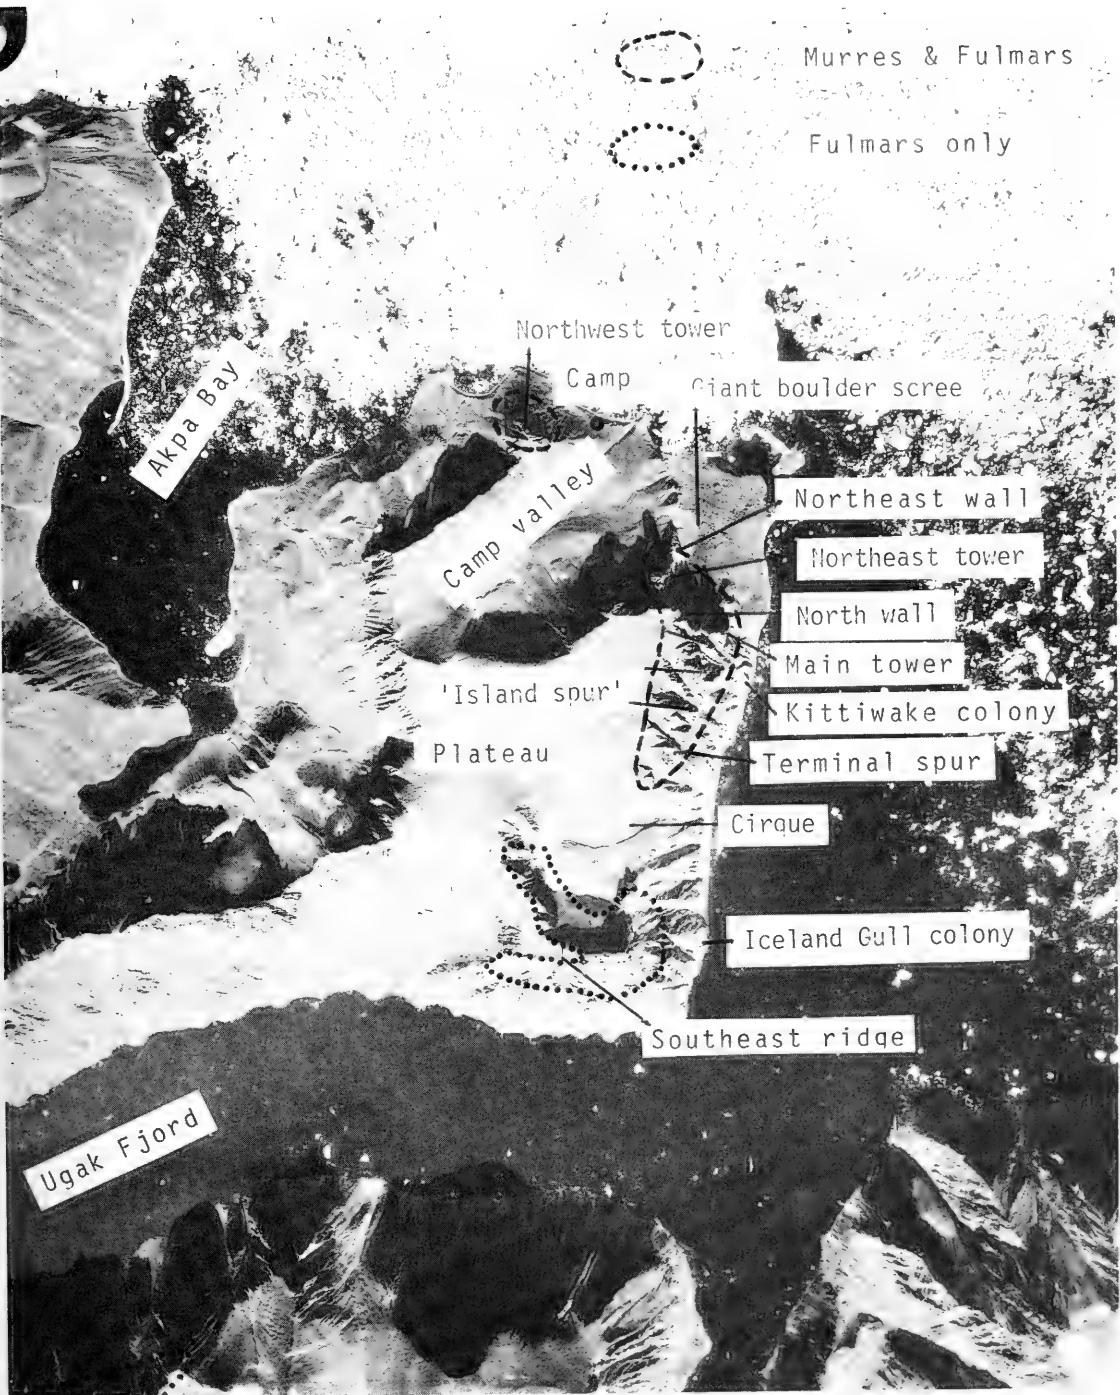 Murres & Fulmars
Fulmars only
Northwest tower
Camp
Giant boulder scree
Akpa Bay
Camp valley
Northeast wall
Northeast tower
North wall
Main tower
'Island spur'
Kittiwake colony
Plateau
Terminal spur
Cirque
Iceland Gull colony
Southeast ridge
Ugak Fjord